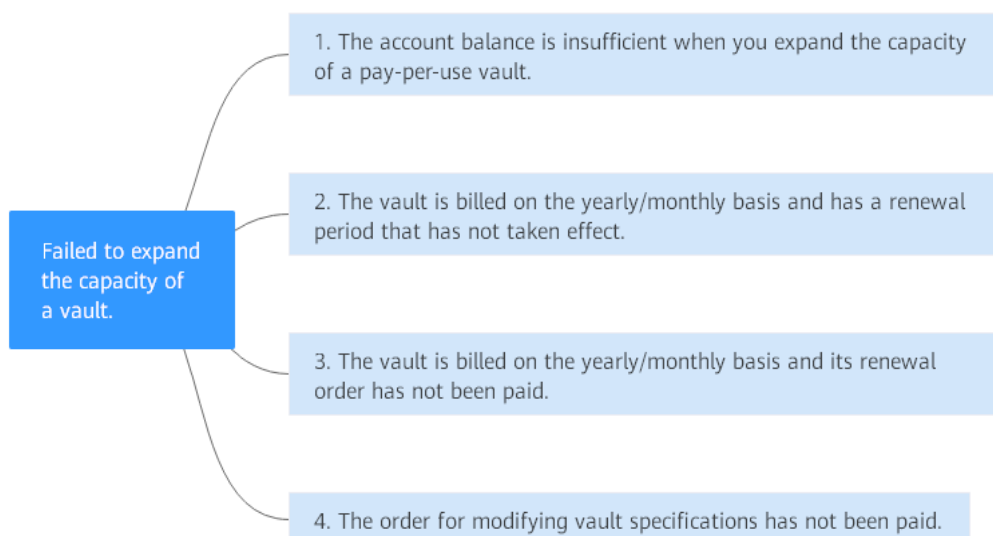 1. The account balance is insufficient when you expand the capacity
of a pay-per-use vault.
2. The vault is billed on the yearly/monthly basis and has a renewal
period that has not taken effect.
Failed to expand
the capacity of
a vault.
3. The vault is billed on the yearly/monthly basis and its renewal
order has not been paid.
4. The order for modifying vault specifications has not been paid.